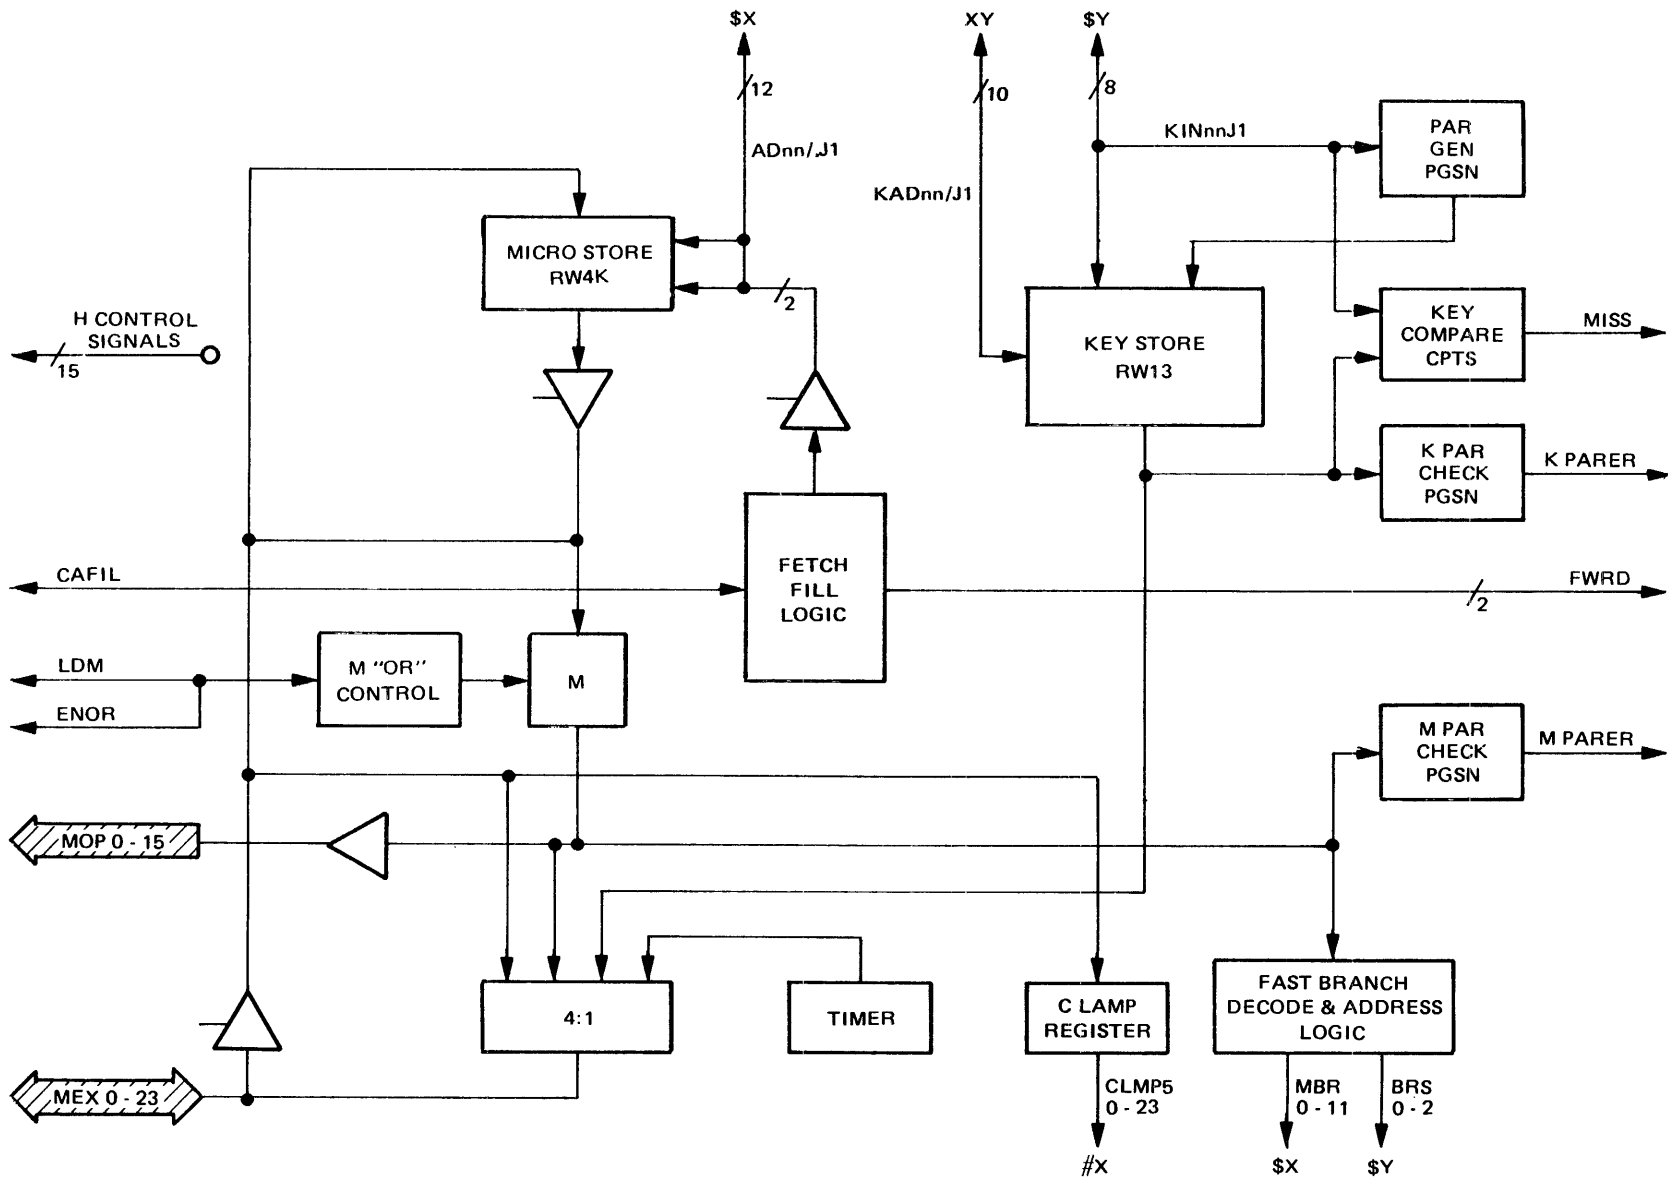 $X
XY
$Y
12
10
8
ADnn/J1
KINnnJ1
KADnn/J1
PAR
GEN
PGSN
MICRO STORE
RW4K
2
H CONTROL
SIGNALS
15
KEY STORE
RW13
KEY
COMPARE
CPTS
MISS
K PAR
CHECK
PGSN
K PARER
CAFIL
FETCH
FILL
LOGIC
FWRD
2
LDM
ENOR
M "OR"
CONTROL
M
M PAR
CHECK
PGSN
M PARER
MOP 0 - 15
4:1
TIMER
C LAMP
REGISTER
FAST BRANCH
DECODE & ADDRESS
LOGIC
MEX 0 - 23
CLMP5
0 - 23
MBR
0 - 11
BRS
0 - 2
#X
$X
$Y